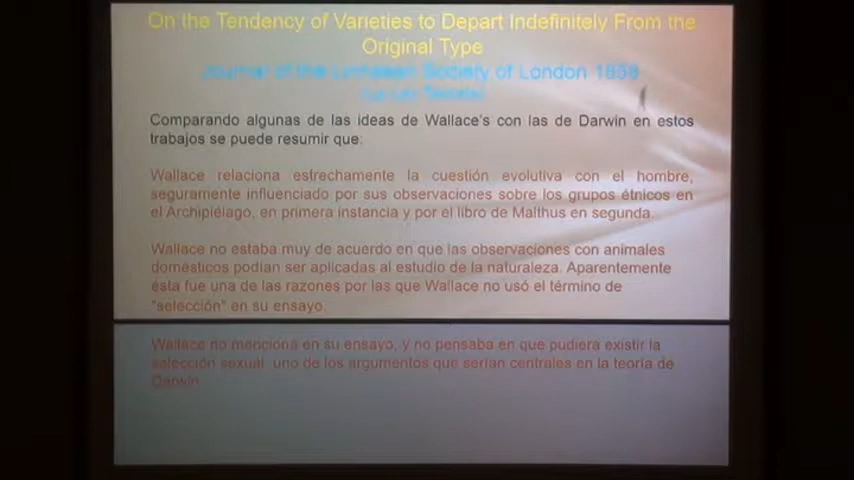 On the Tendency of Varieties to Depart Indefinitely From the
Original Type
Journal of the Linnaean Society of London 1858
Comparando algunas de las ideas de Wallace's con las de Darwin en estos
trabajos se puede resumir que:
Wallace relaciona estrechamente la cuestión evolutiva con el hombre,
seguramente influenciado por sus observaciones sobre los grupos étnicos en
el Archipiélago, en primera instancia y por el libro de Malthus en segunda.
Wallace no estaba muy de acuerdo en que las observaciones con animales
domésticos podían ser aplicadas al estudio de la naturaleza. Aparentemente
ésta fue una de las razones por las que Wallace no usó el término de
"selección" en su ensayo.
Wallace no menciona en su ensayo, y no pensaba en que pudiera existir la
selección sexual, uno de los argumentos que serían centrales en la teoría de
Darwin